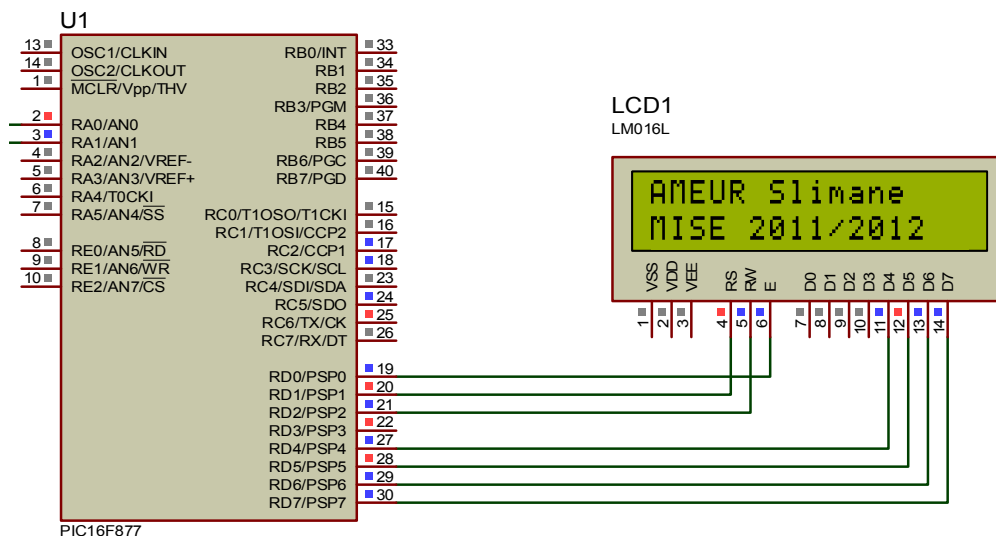 U1
13 OSC1/CLKIN
14 OSC2/CLKOUT
1 MCLR/Vpp/THV
2 RA0/AN0
3 RA1/AN1
4 RA2/AN2/VREF-
5 RA3/AN3/VREF+
6 RA4/T0CKI
7 RA5/AN4/SS
8 RE0/AN5/RD
9 RE1/AN6/WR
10 RE2/AN7/CS
RB0/INT 33
RB1 34
RB2 35
RB3/PGM 36
RB4 37
RB5 38
RB6/PGC 39
RB7/PGD 40
RC0/T1OSO/T1CKI 15
RC1/T1OSI/CCP2 16
RC2/CCP1 17
RC3/SCK/SCL 18
RC4/SDI/SDA 23
RC5/SDO 24
RC6/TX/CK 25
RC7/RX/DT 26
RD0/PSP0 19
RD1/PSP1 20
RD2/PSP2 21
RD3/PSP3 22
RD4/PSP4 27
RD5/PSP5 28
RD6/PSP6 29
RD7/PSP7 30
PIC16F877
LCD1
LM016L
AMEUR Slimane
MISE 2011/2012
VSS VDD VEE RS RW E D0 D1 D2 D3 D4 D5 D6 D7
1 2 3 4 5 6 7 8 9 10 11 12 13 14